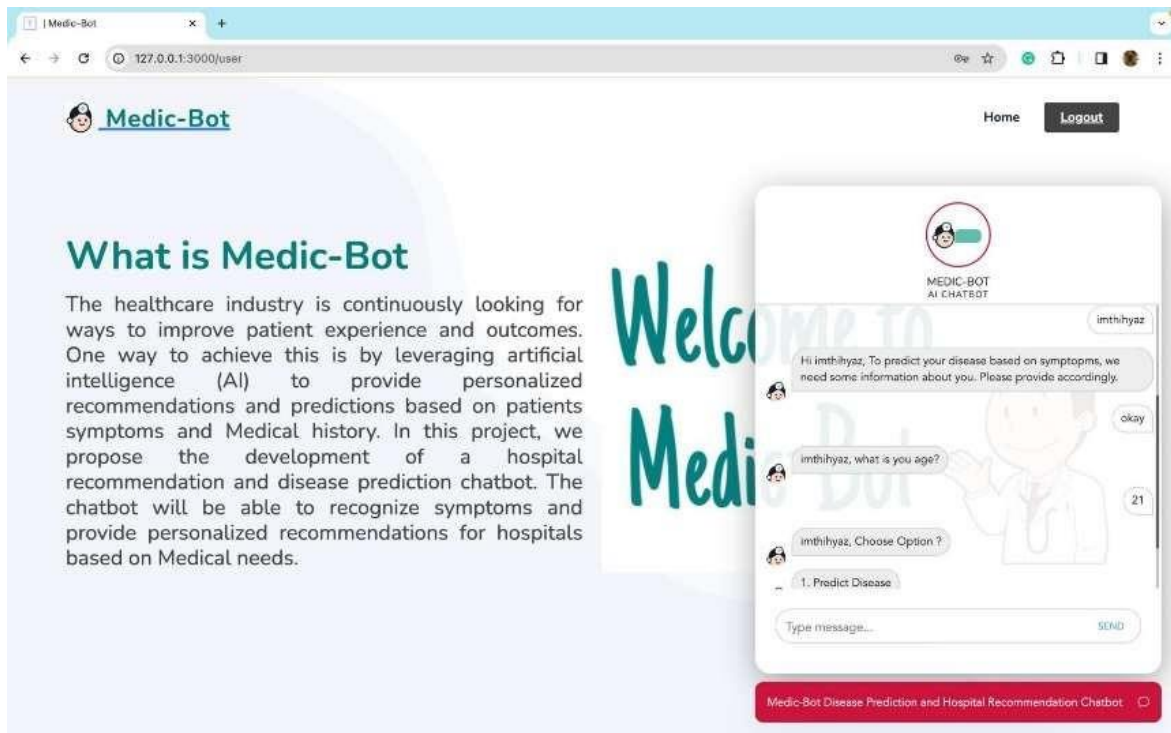 | Medic-Bot
127.0.0.1:3000/user
Medic-Bot
Home
Logout
What is Medic-Bot
The healthcare industry is continuously looking for
ways to improve patient experience and outcomes.
One way to achieve this is by leveraging artificial
intelligence (AI) to provide personalized
recommendations and predictions based on patients
symptoms and Medical history. In this project, we
propose the development of a hospital
recommendation and disease prediction chatbot. The
chatbot will be able to recognize symptoms and
provide personalized recommendations for hospitals
based on Medical needs.
Welcome to
Medic Bot
MEDIC-BOT
AI CHATBOT
imthihyaz
Hi imthihyaz, To predict your disease based on symptopms, we
need some information about you. Please provide accordingly.
okay
imthihyaz, what is you age?
21
imthihyaz, Choose Option ?
1. Predict Disease
Type message...
SEND
Medic-Bot Disease Prediction and Hospital Recommendation Chatbot